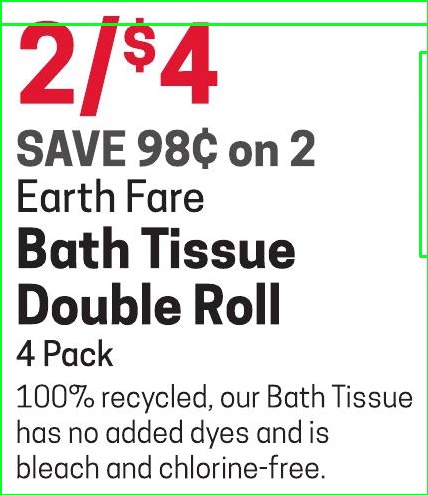 2/$4
SAVE 98¢ on 2
Earth Fare
Bath Tissue
Double Roll
4 Pack
100% recycled, our Bath Tissue
has no added dyes and is
bleach and chlorine-free.